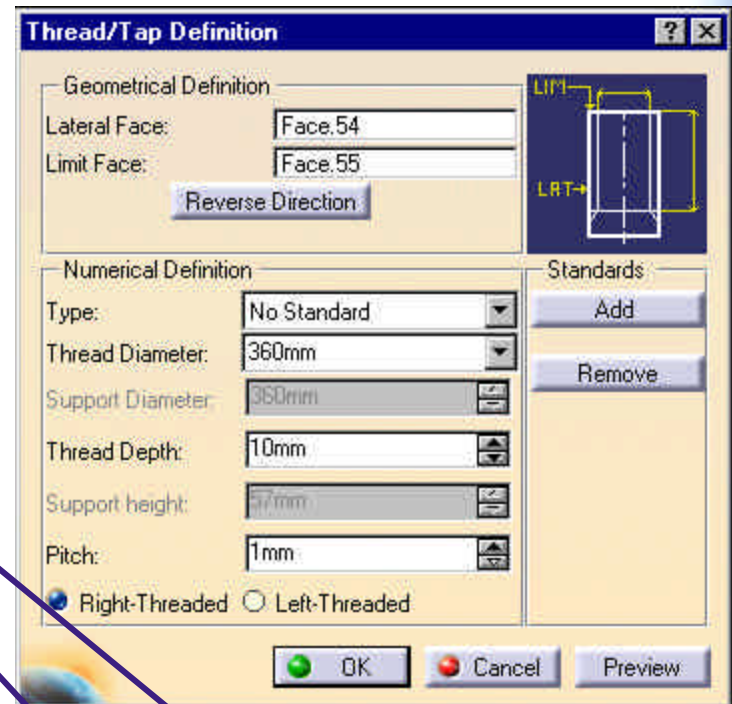 Thread/Tap Definition
Geometrical Definition
Lateral Face: Face.54
Limit Face: Face.55
Reverse Direction
LIM
LAT
Numerical Definition
Standards
Type: No Standard
Add
Thread Diameter: 360mm
Remove
Support Diameter: 360mm
Thread Depth: 10mm
Support height: 57mm
Pitch: 1mm
Right-Threaded Left-Threaded
OK Cancel Preview